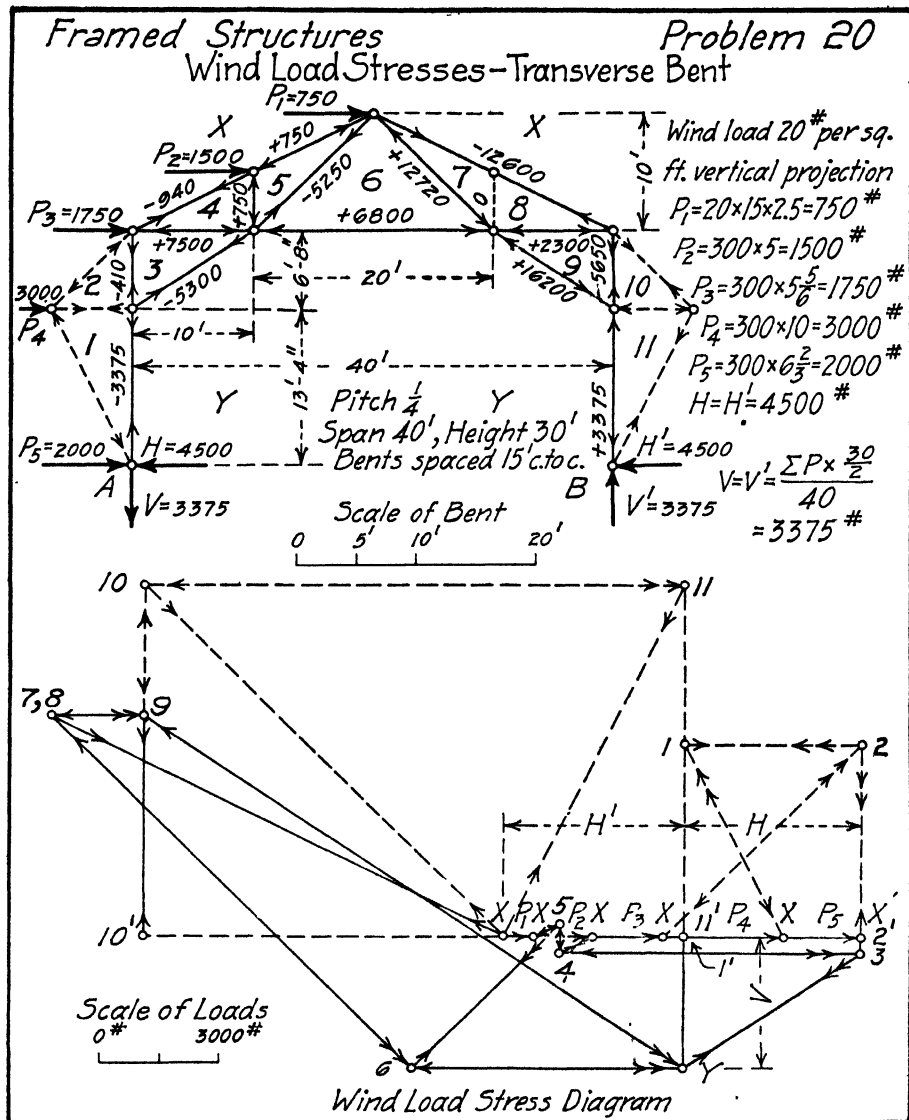 Framed Structures Problem 20
Wind Load Stresses-Transverse Bent
P₁=750
X X
+750
P₂=1500
-12600
10'
-940
4
+750
5
-5250
6
+12720
7
0
8
P₃=1750
+7500
+6800
+2300
-5650
3000
P₄
2
-410
3
-5300
6'-8"
20'
+16200
9
10
1
10'
40'
11
-3375
13'-4"
Y Y
+3375
Pitch 1/4
Span 40', Height 30'
Bents spaced 15'c.to c.
P₅=2000
H=4500
H'=4500
A B
V=3375
V'=3375
Wind load 20# per sq.
ft. vertical projection
P₁=20×15×2.5=750#
P₂=300×5=1500#
P₃=300×5 5/6=1750#
P₄=300×10=3000#
P₅=300×6 2/3=2000#
H=H'=4500#
V=V'= ΣP× 30/2
40
=3375#
Scale of Bent
0 5' 10' 20'
10 11
7,8 9
1 2
H' H
10' X P₁ X 5 P₂ X P₃ X 11' P₄ X P₅ X 2'
4 1' 3
V
6 Y
Scale of Loads
0# 3000#
Wind Load Stress Diagram